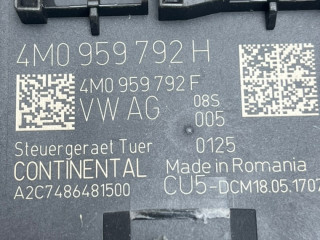 4M0 959 792 H
4M0 959 792 F
VW AG 08S
005
Steuergeraet Tuer 0125
CONTINENTAL Made in Romania
A2C7486481500 CU5-DCM18.05.1707